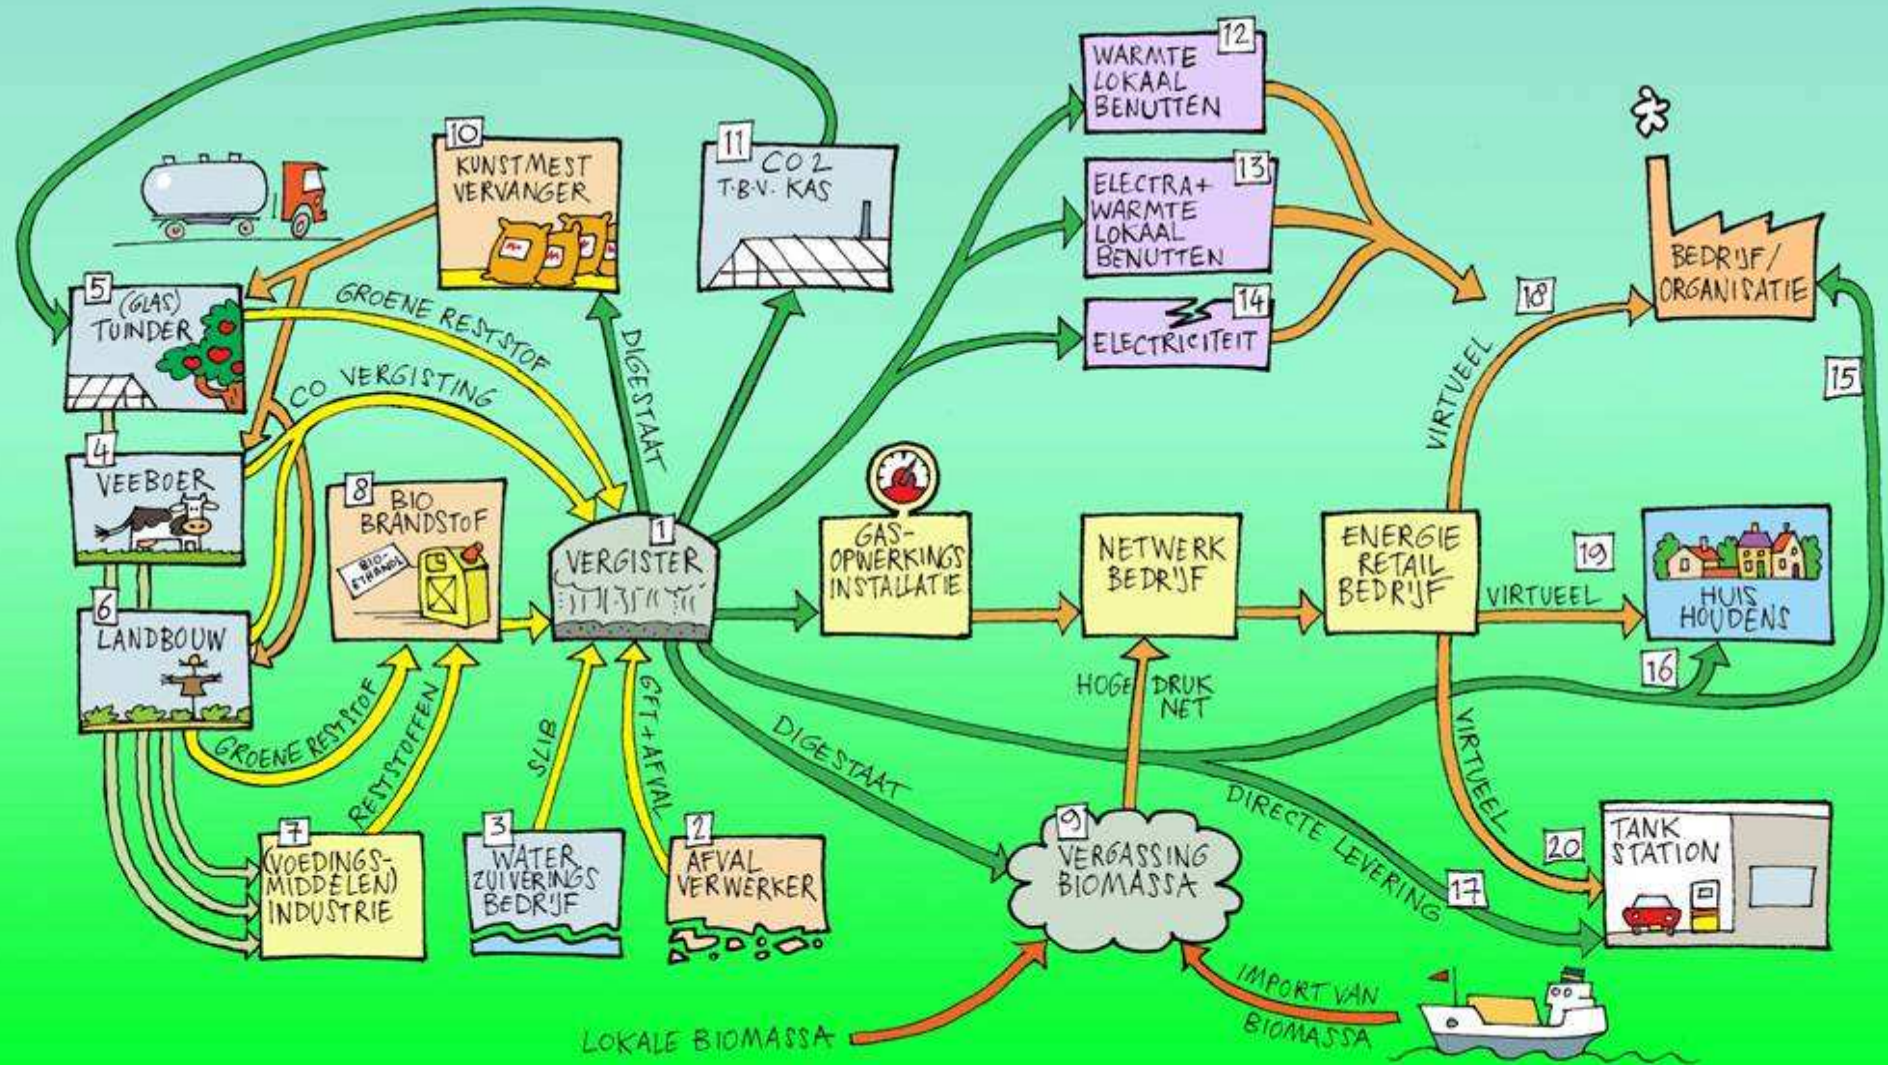 12
WARMTE
LOKAAL
BENUTTEN
10
KUNSTMEST
VERVANGER
11
CO2
T.B.V. KAS
13
ELECTRA+
WARMTE
LOKAAL
BENUTTEN
14
ELECTRICITEIT
5
(GLAS)
TUINDER
GROENE RESTSTOF
DIGESTAAT
CO VERGISTING
18
BEDRIJF/
ORGANISATIE
VIRTUEEL
15
4
VEEBOER
8
BIO
BRANDSTOF
BIO-
ETHANOL
1
VERGISTER
GAS-
OPWERKINGS
INSTALLATIE
NETWERK
BEDRIJF
ENERGIE
RETAIL
BEDRIJF
VIRTUEEL
19
HUIS
HOUDENS
6
LANDBOUW
16
HOGE DRUK
NET
GROENE RESTSTOF
RESTSTOFFEN
SLIB
GFT+AFVAL
DIGESTAAT
VIRTUEEL
DIRECTE LEVERING
17
20
TANK
STATION
7
(VOEDINGS-
MIDDELEN)
INDUSTRIE
3
WATER
ZUIVERINGS
BEDRIJF
2
AFVAL
VERWERKER
9
VERGASSING
BIOMASSA
LOKALE BIOMASSA
IMPORT VAN
BIOMASSA